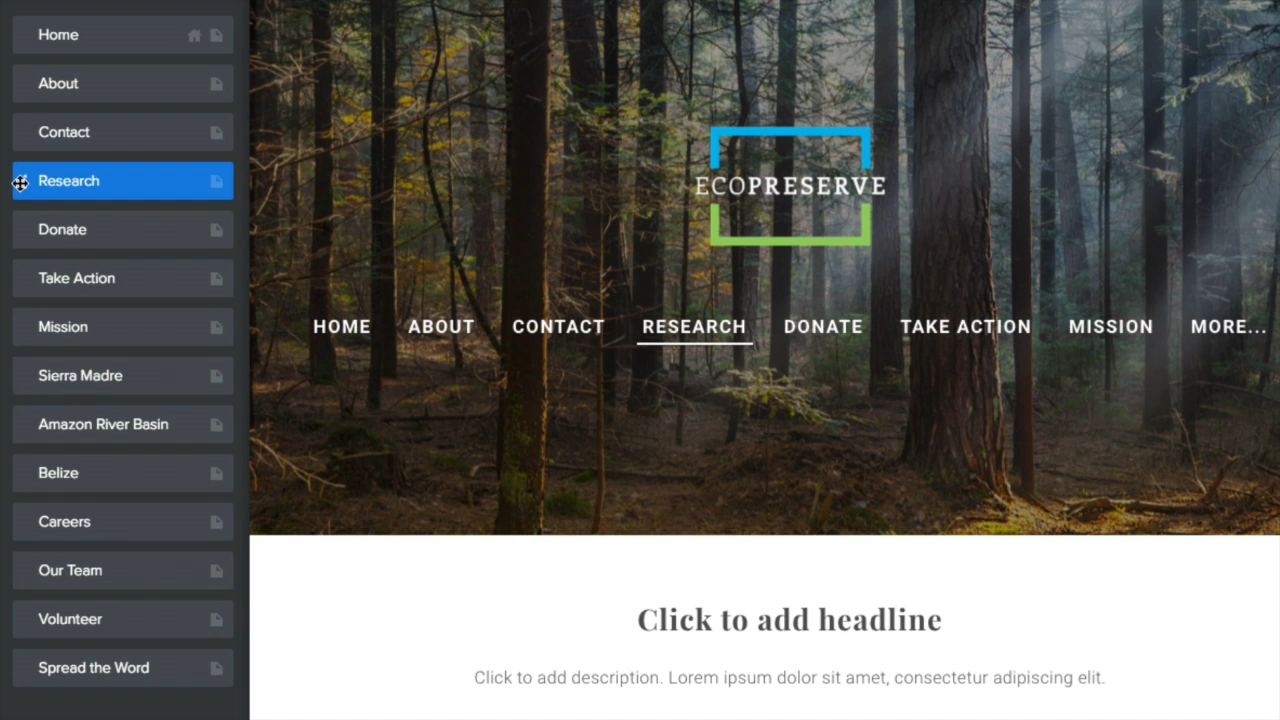 Home
About
Contact
Research
Donate
Take Action
Mission
Sierra Madre
Amazon River Basin
Belize
Careers
Our Team
Volunteer
Spread the Word
ECOPRESERVE
HOME ABOUT CONTACT RESEARCH DONATE TAKE ACTION MISSION MORE...
Click to add headline
Click to add description. Lorem ipsum dolor sit amet, consectetur adipiscing elit.